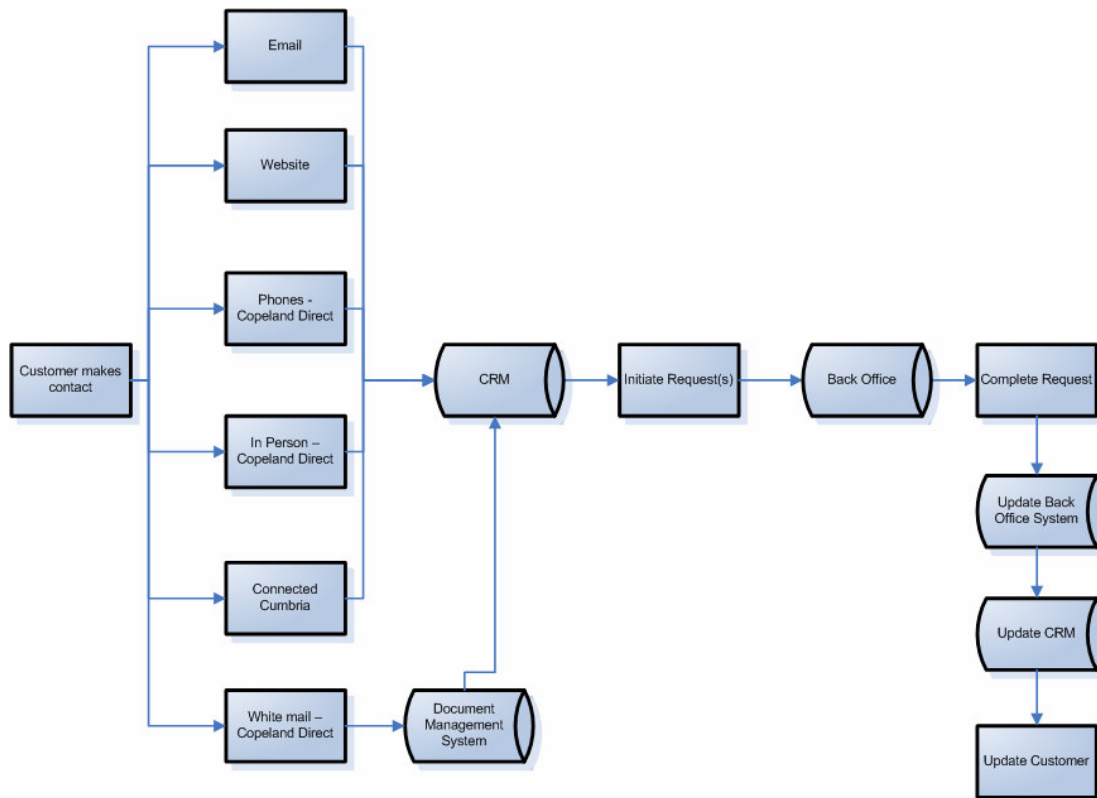 Email
Website
Phones -
Copeland Direct
Customer makes
contact
CRM
Initiate Request(s)
Back Office
Complete Request
In Person –
Copeland Direct
Update Back
Office System
Connected
Cumbria
Update CRM
White mail –
Copeland Direct
Document
Management
System
Update Customer